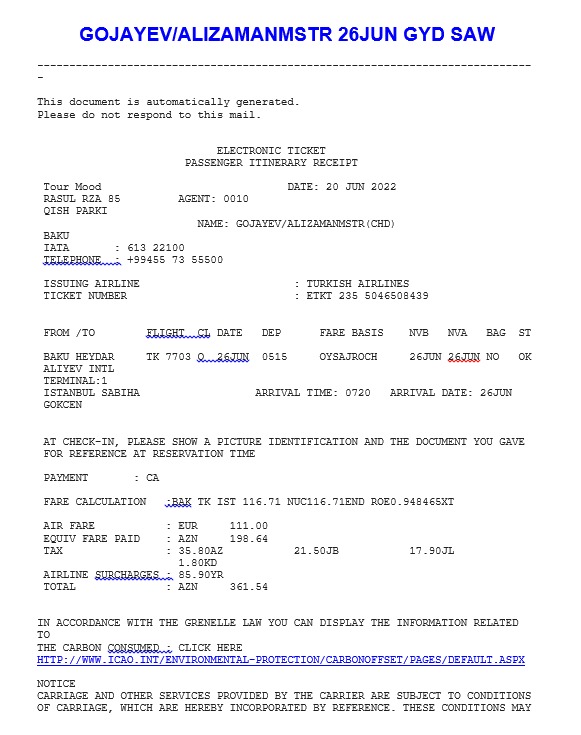 GOJAYEV/ALIZAMANMSTR 26JUN GYD SAW
-----------------------------------------------------------------------------
-
This document is automatically generated.
Please do not respond to this mail.
ELECTRONIC TICKET
PASSENGER ITINERARY RECEIPT
Tour Mood DATE: 20 JUN 2022
RASUL RZA 85 AGENT: 0010
QISH PARKI
NAME: GOJAYEV/ALIZAMANMSTR(CHD)
BAKU
IATA : 613 22100
TELEPHONE : +99455 73 55500
ISSUING AIRLINE : TURKISH AIRLINES
TICKET NUMBER : ETKT 235 5046508439
FROM /TO FLIGHT CL DATE DEP FARE BASIS NVB NVA BAG ST
BAKU HEYDAR TK 7703 O 26JUN 0515 OYSAJROCH 26JUN 26JUN NO OK
ALIYEV INTL
TERMINAL:1
ISTANBUL SABIHA ARRIVAL TIME: 0720 ARRIVAL DATE: 26JUN
GOKCEN
AT CHECK-IN, PLEASE SHOW A PICTURE IDENTIFICATION AND THE DOCUMENT YOU GAVE
FOR REFERENCE AT RESERVATION TIME
PAYMENT : CA
FARE CALCULATION :BAK TK IST 116.71 NUC116.71END ROE0.948465XT
AIR FARE : EUR 111.00
EQUIV FARE PAID : AZN 198.64
TAX : 35.80AZ 21.50JB 17.90JL
1.80KD
AIRLINE SURCHARGES : 85.90YR
TOTAL : AZN 361.54
IN ACCORDANCE WITH THE GRENELLE LAW YOU CAN DISPLAY THE INFORMATION RELATED
TO
THE CARBON CONSUMED : CLICK HERE
HTTP://WWW.ICAO.INT/ENVIRONMENTAL-PROTECTION/CARBONOFFSET/PAGES/DEFAULT.ASPX
NOTICE
CARRIAGE AND OTHER SERVICES PROVIDED BY THE CARRIER ARE SUBJECT TO CONDITIONS
OF CARRIAGE, WHICH ARE HEREBY INCORPORATED BY REFERENCE. THESE CONDITIONS MAY